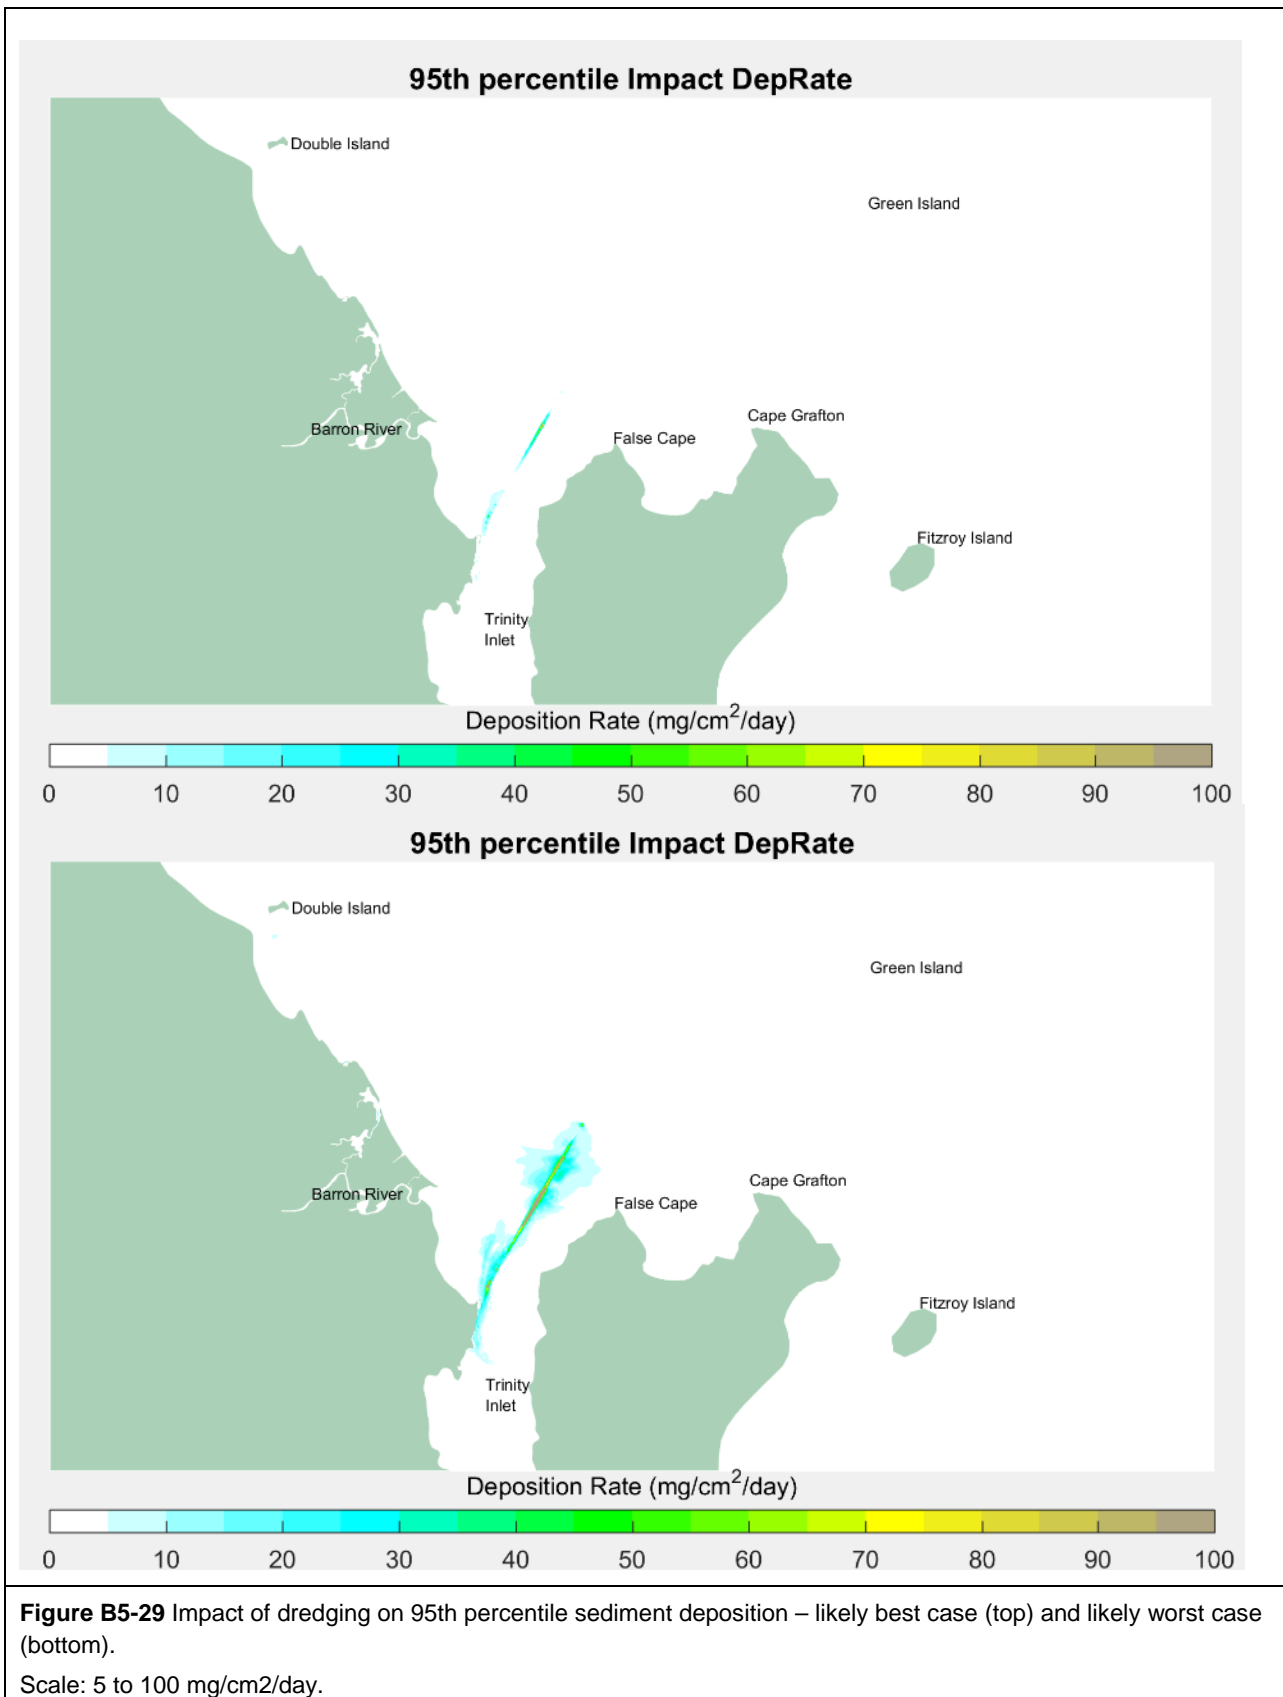 95th percentile Impact DepRate
Double Island
Green Island
Cape Grafton
Barron River
False Cape
Fitzroy Island
Trinity
Inlet
Deposition Rate (mg/cm2/day)
0 10 20 30 40 50 60 70 80 90 100
95th percentile Impact DepRate
Double Island
Green Island
Cape Grafton
Barron River
False Cape
Fitzroy Island
Trinity
Inlet
Deposition Rate (mg/cm2/day)
0 10 20 30 40 50 60 70 80 90 100
Figure B5-29 Impact of dredging on 95th percentile sediment deposition – likely best case (top) and likely worst case
(bottom).
Scale: 5 to 100 mg/cm2/day.